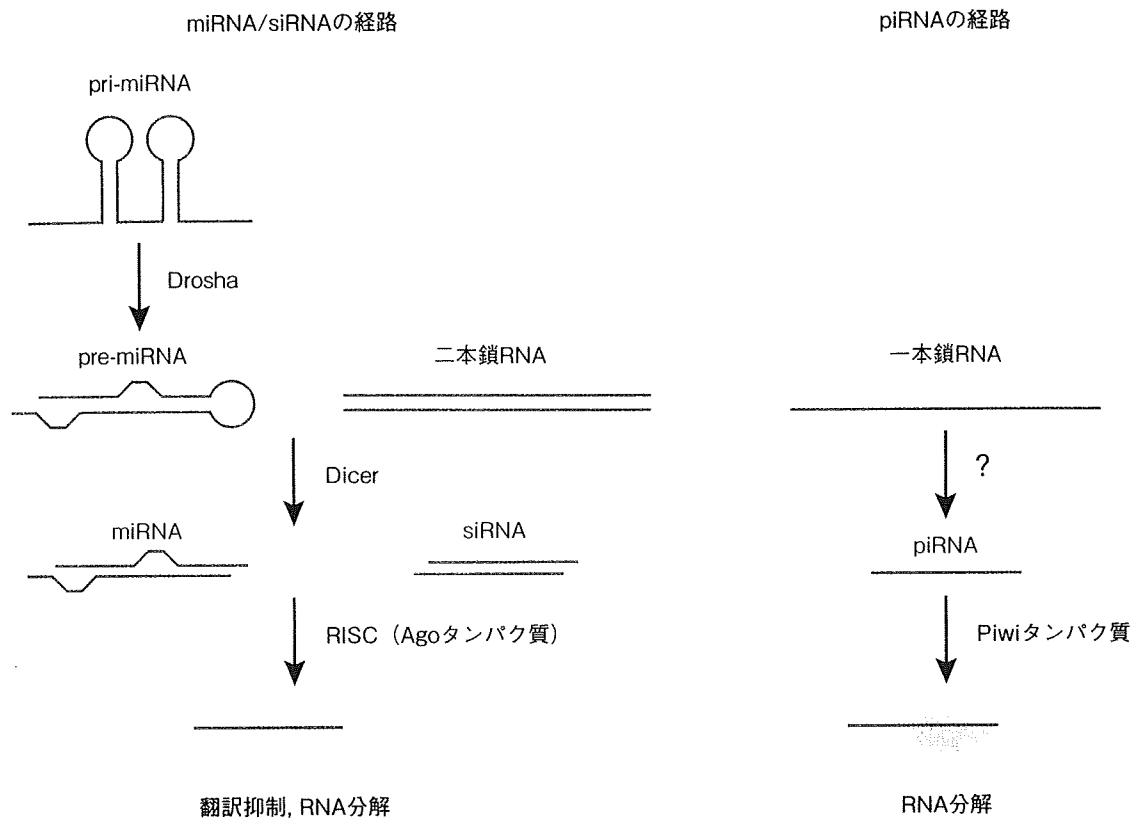 miRNA/siRNAの経路
piRNAの経路
pri-miRNA
Drosha
pre-miRNA
二本鎖RNA
一本鎖RNA
Dicer
?
miRNA
siRNA
piRNA
RISC（Agoタンパク質）
Piwiタンパク質
翻訳抑制, RNA分解
RNA分解